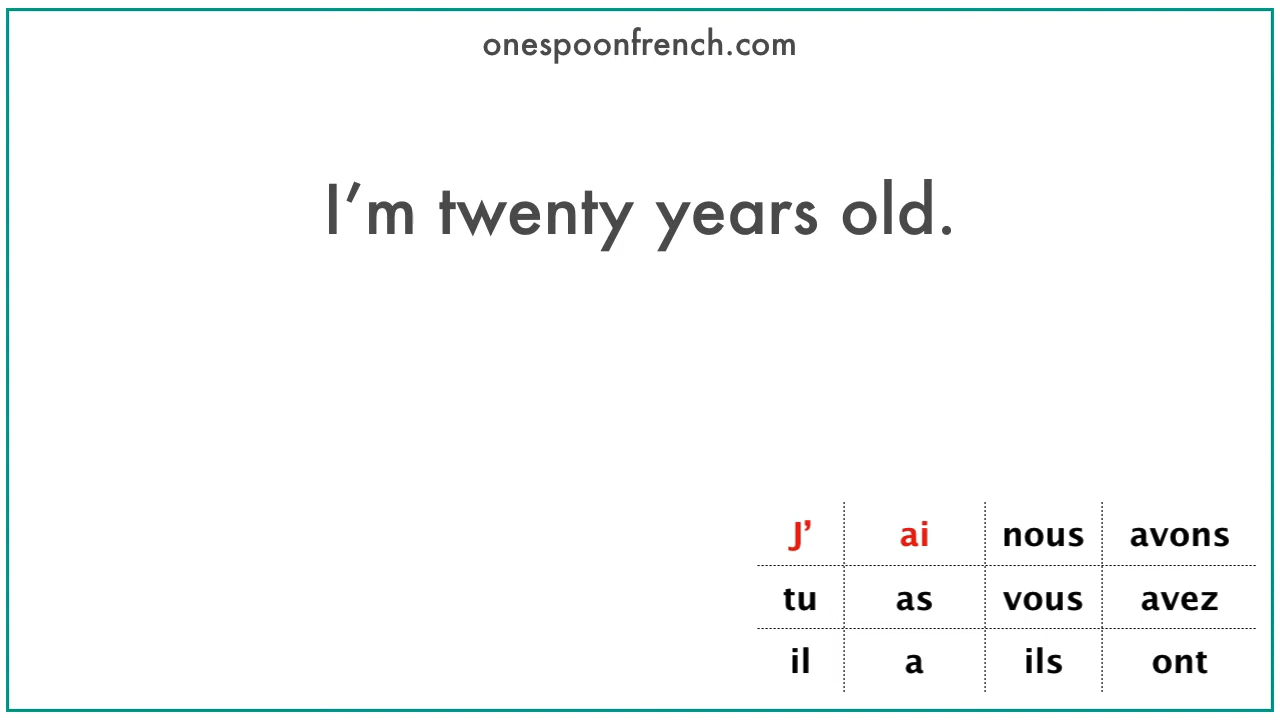 onespoonfrench.com
I’m twenty years old.
J’ ai nous avons
tu as vous avez
il a ils ont